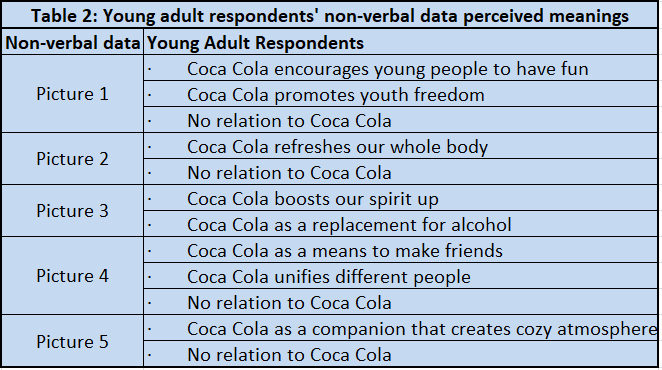 Table 2: Young adult respondents' non-verbal data perceived meanings
Non-verbal data Young Adult Respondents
Picture 1
· Coca Cola encourages young people to have fun
· Coca Cola promotes youth freedom
· No relation to Coca Cola
Picture 2
· Coca Cola refreshes our whole body
· No relation to Coca Cola
Picture 3
· Coca Cola boosts our spirit up
· Coca Cola as a replacement for alcohol
Picture 4
· Coca Cola as a means to make friends
· Coca Cola unifies different people
· No relation to Coca Cola
Picture 5
· Coca Cola as a companion that creates cozy atmosphere
· No relation to Coca Cola